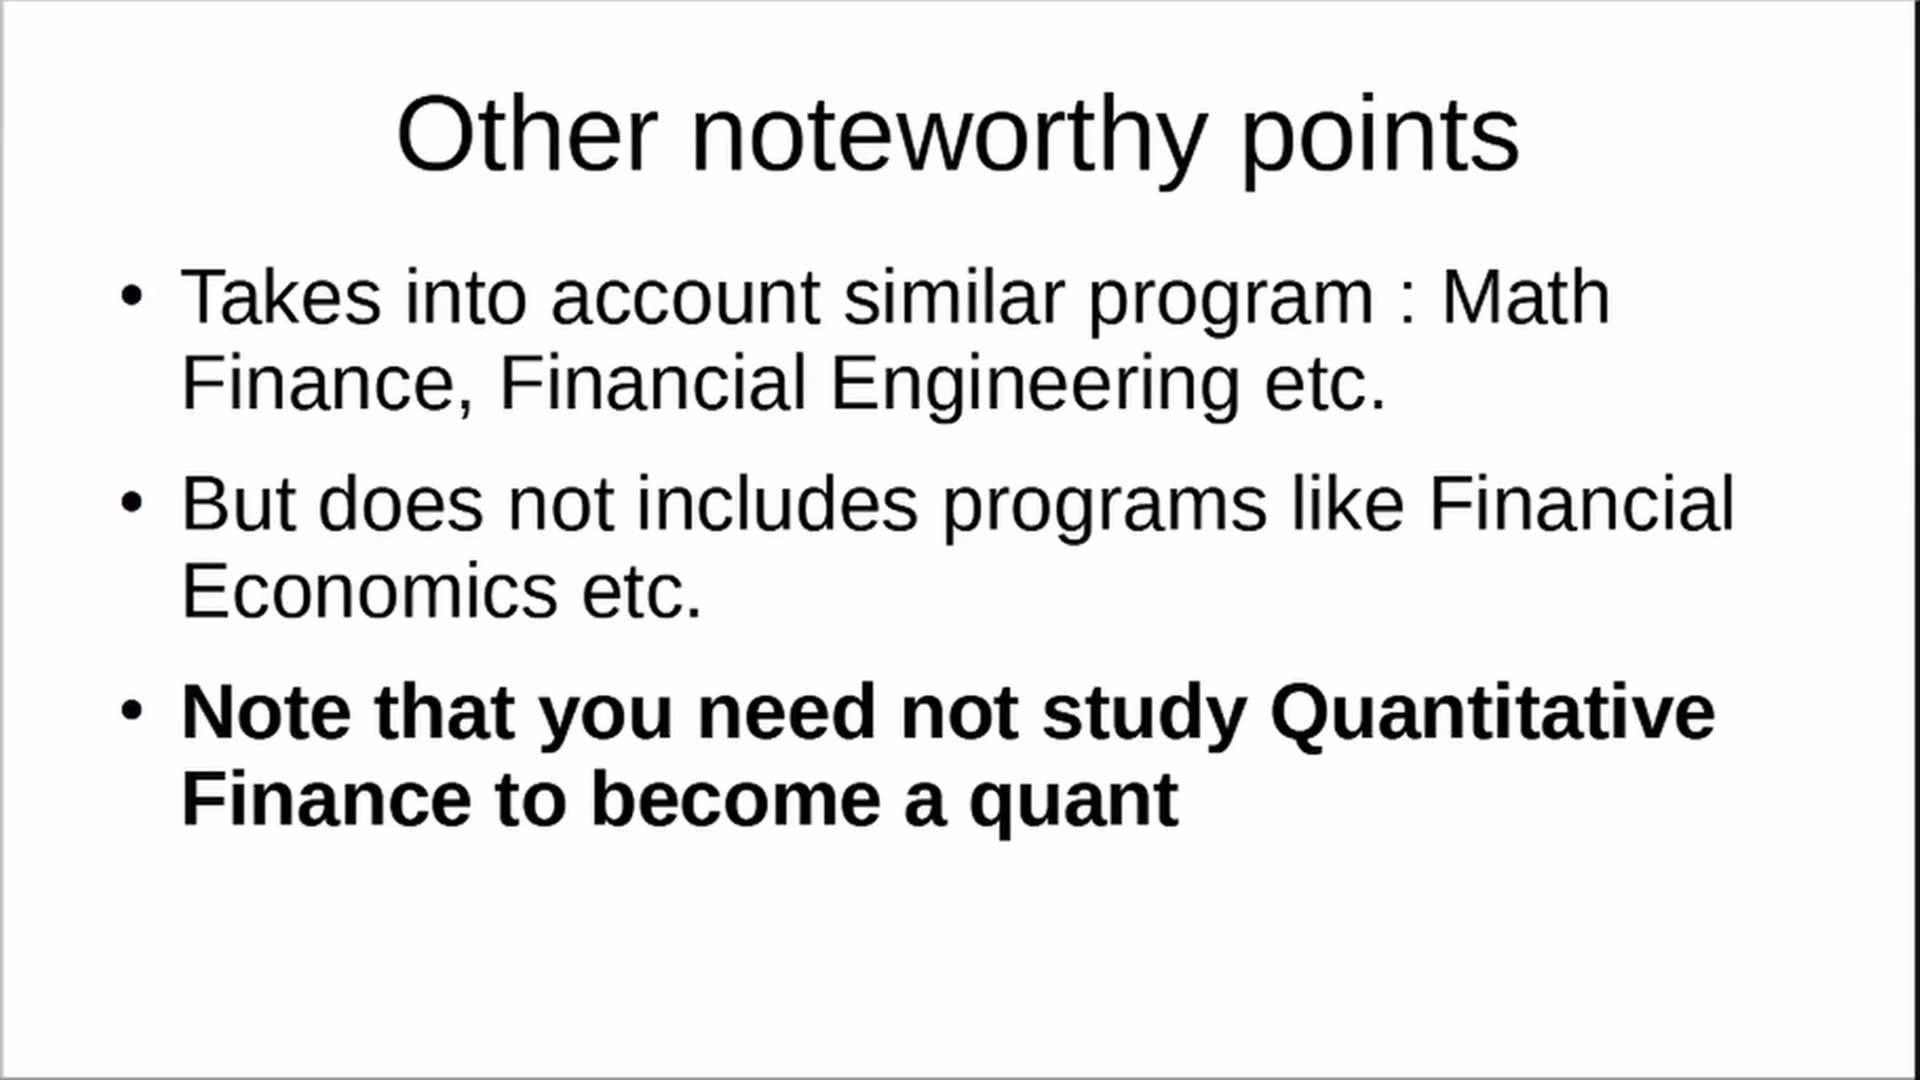 Other noteworthy points
• Takes into account similar program : Math
Finance, Financial Engineering etc.
• But does not includes programs like Financial
Economics etc.
• Note that you need not study Quantitative
Finance to become a quant